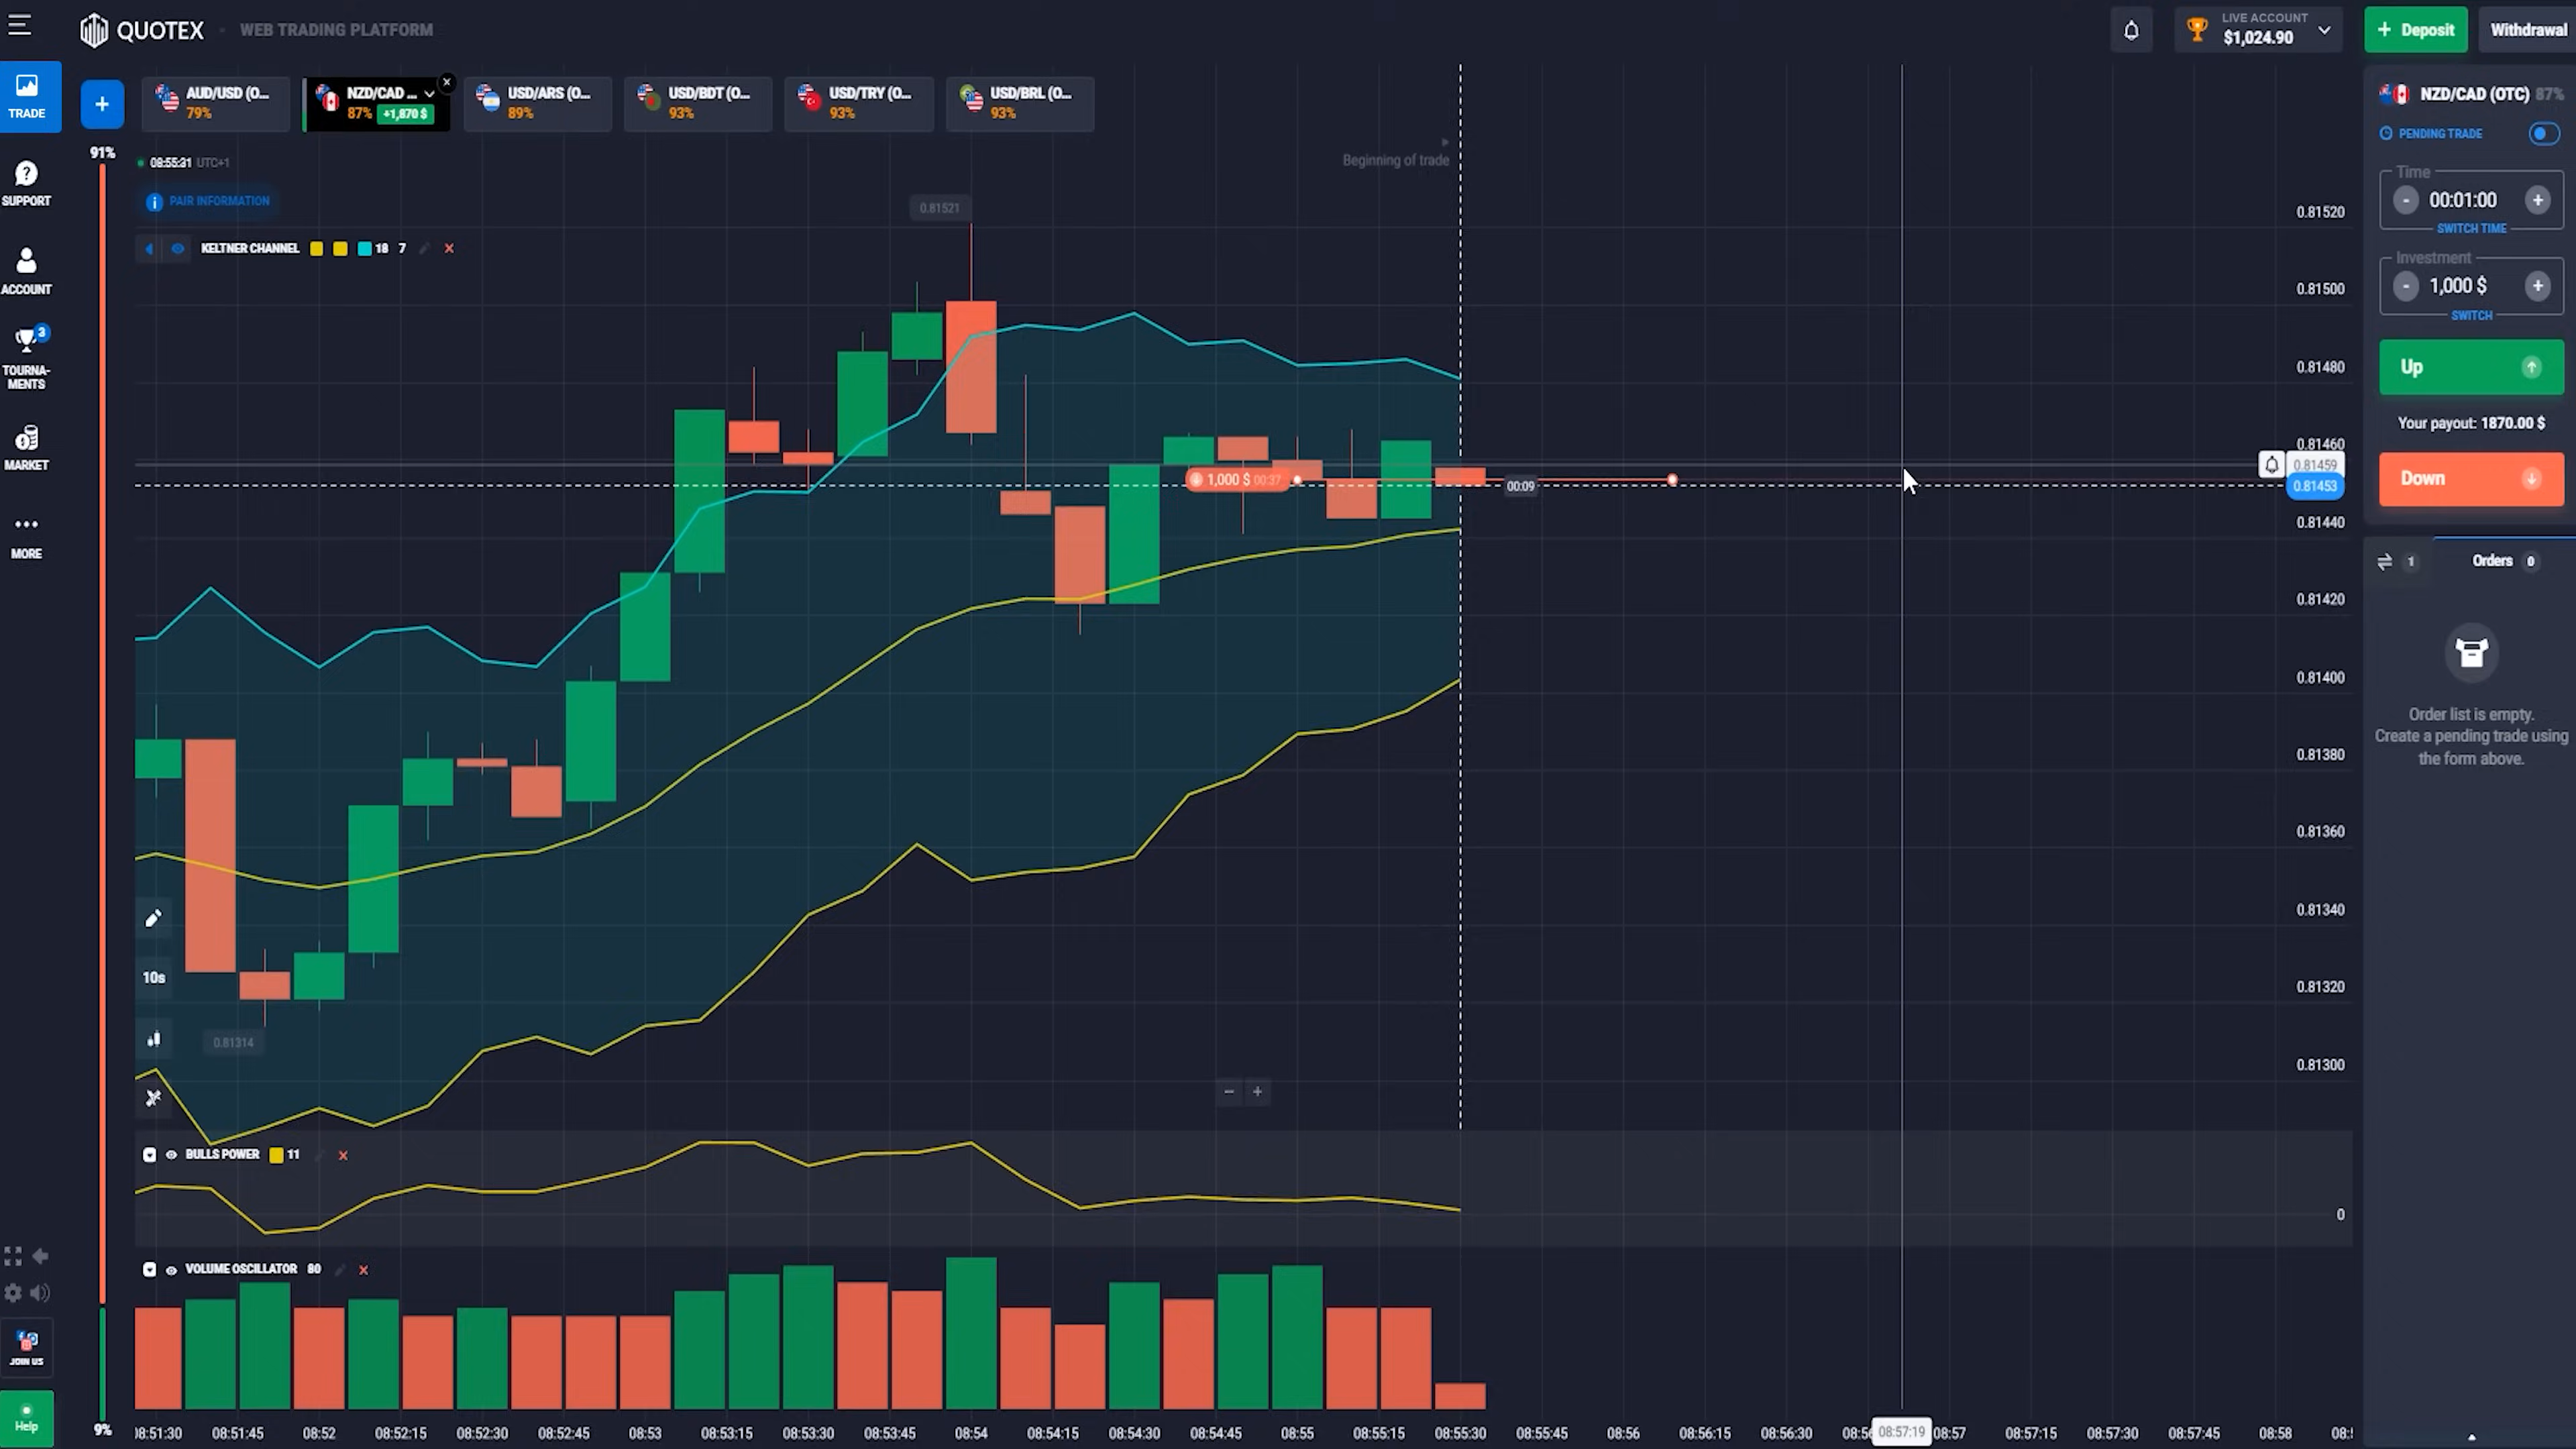 QUOTEX
WEB TRADING PLATFORM
LIVE ACCOUNT
$1,024.90
+ Deposit
Withdrawal
TRADE
SUPPORT
ACCOUNT
3
TOURNA-
MENTS
MARKET
MORE
JOIN US
Help
+
AUD/USD (O...
79%
NZD/CAD ...
87% +1,870 $
USD/ARS (O...
89%
USD/BDT (O...
93%
USD/TRY (O...
93%
USD/BRL (O...
93%
91%
9%
08:55:31 UTC+1
PAIR INFORMATION
KELTNER CHANNEL 18 7
Beginning of trade
0.81521
0.81314
1,000 $ 00:37
00:09
10s
0.81520
0.81500
0.81480
0.81460
0.81459
0.81453
0.81440
0.81420
0.81400
0.81380
0.81360
0.81340
0.81320
0.81300
BULLS POWER 11
0
VOLUME OSCILLATOR 80
08:51:45 08:52 08:52:15 08:52:30 08:52:45 08:53 08:53:15 08:53:30 08:53:45 08:54 08:54:15 08:54:30 08:54:45 08:55 08:55:15 08:55:30 08:55:45 08:56 08:56:15 08:56:30 08:57:19 08:57 08:57:15 08:57:30 08:57:45 08:58
NZD/CAD (OTC) 87%
PENDING TRADE
Time
- 00:01:00 +
SWITCH TIME
Investment
- 1,000 $ +
SWITCH
Up
Your payout: 1870.00 $
Down
1
Orders 0
Order list is empty.
Create a pending trade using
the form above.